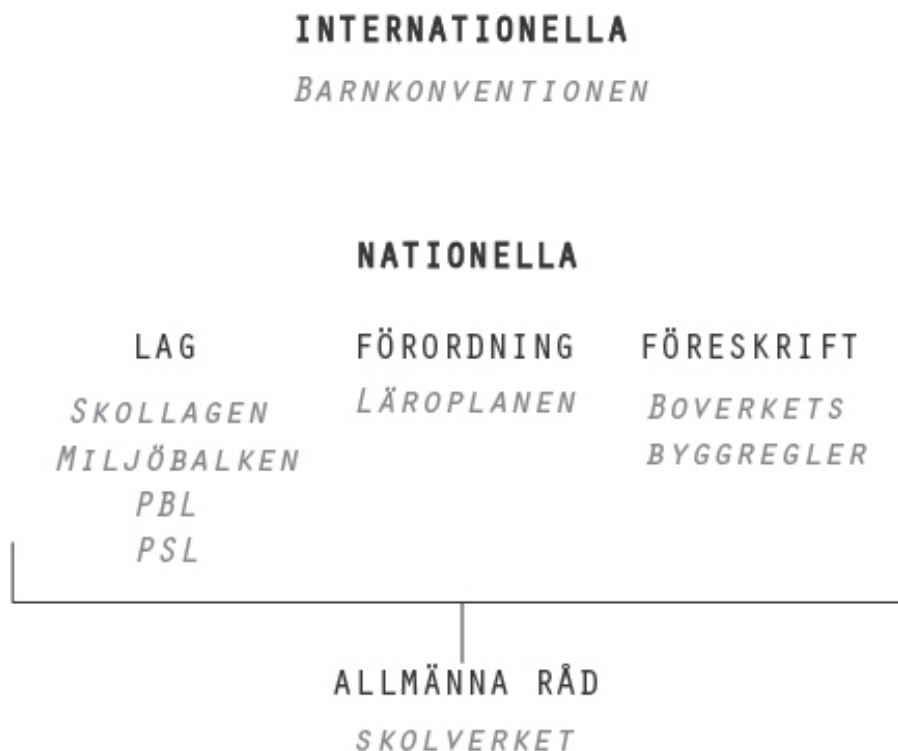 INTERNATIONELLA
BARNKONVENTIONEN
NATIONELLA
LAG
SKOLLAGEN
MILJÖBALKEN
PBL
PSL
FÖRORDNING
LÄROPLANEN
FÖRESKRIFT
BOVERKETS
BYGGREGLER
ALLMÄNNA RÅD
SKOLVERKET